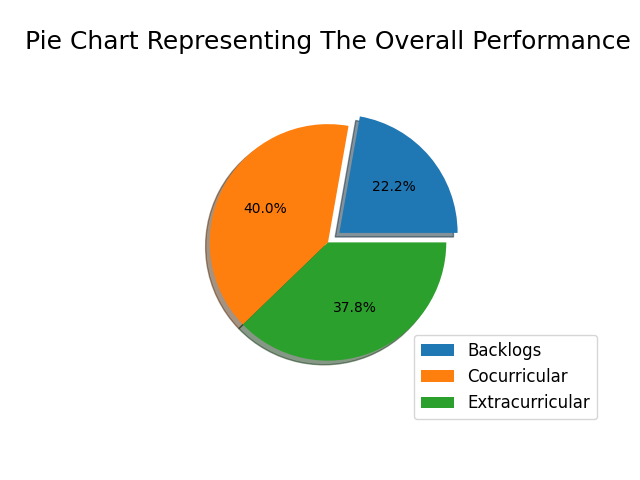 Pie Chart Representing The Overall Performance
22.2%
40.0%
37.8%
Backlogs
Cocurricular
Extracurricular